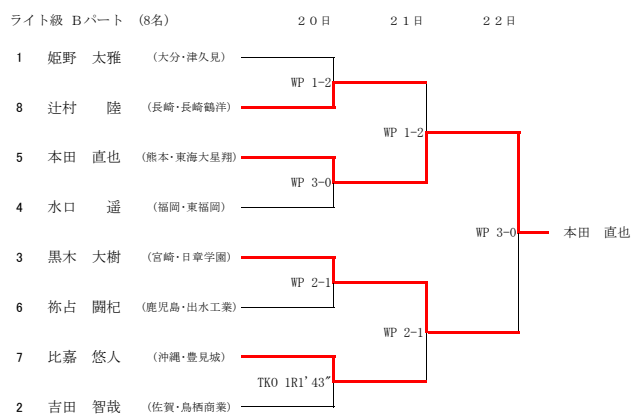 ライト級 Bパート (8名) 20日 21日 22日
1 姫野 太雅 (大分・津久見)
WP 1-2
8 辻村 陸 (長崎・長崎鶴洋)
WP 1-2
5 本田 直也 (熊本・東海大星翔)
WP 3-0
4 水口 遥 (福岡・東福岡)
WP 3-0 本田 直也
3 黒木 大樹 (宮崎・日章学園)
WP 2-1
6 祢占 闘杞 (鹿児島・出水工業)
WP 2-1
7 比嘉 悠人 (沖縄・豊見城)
TKO 1R1'43"
2 吉田 智哉 (佐賀・鳥栖商業)